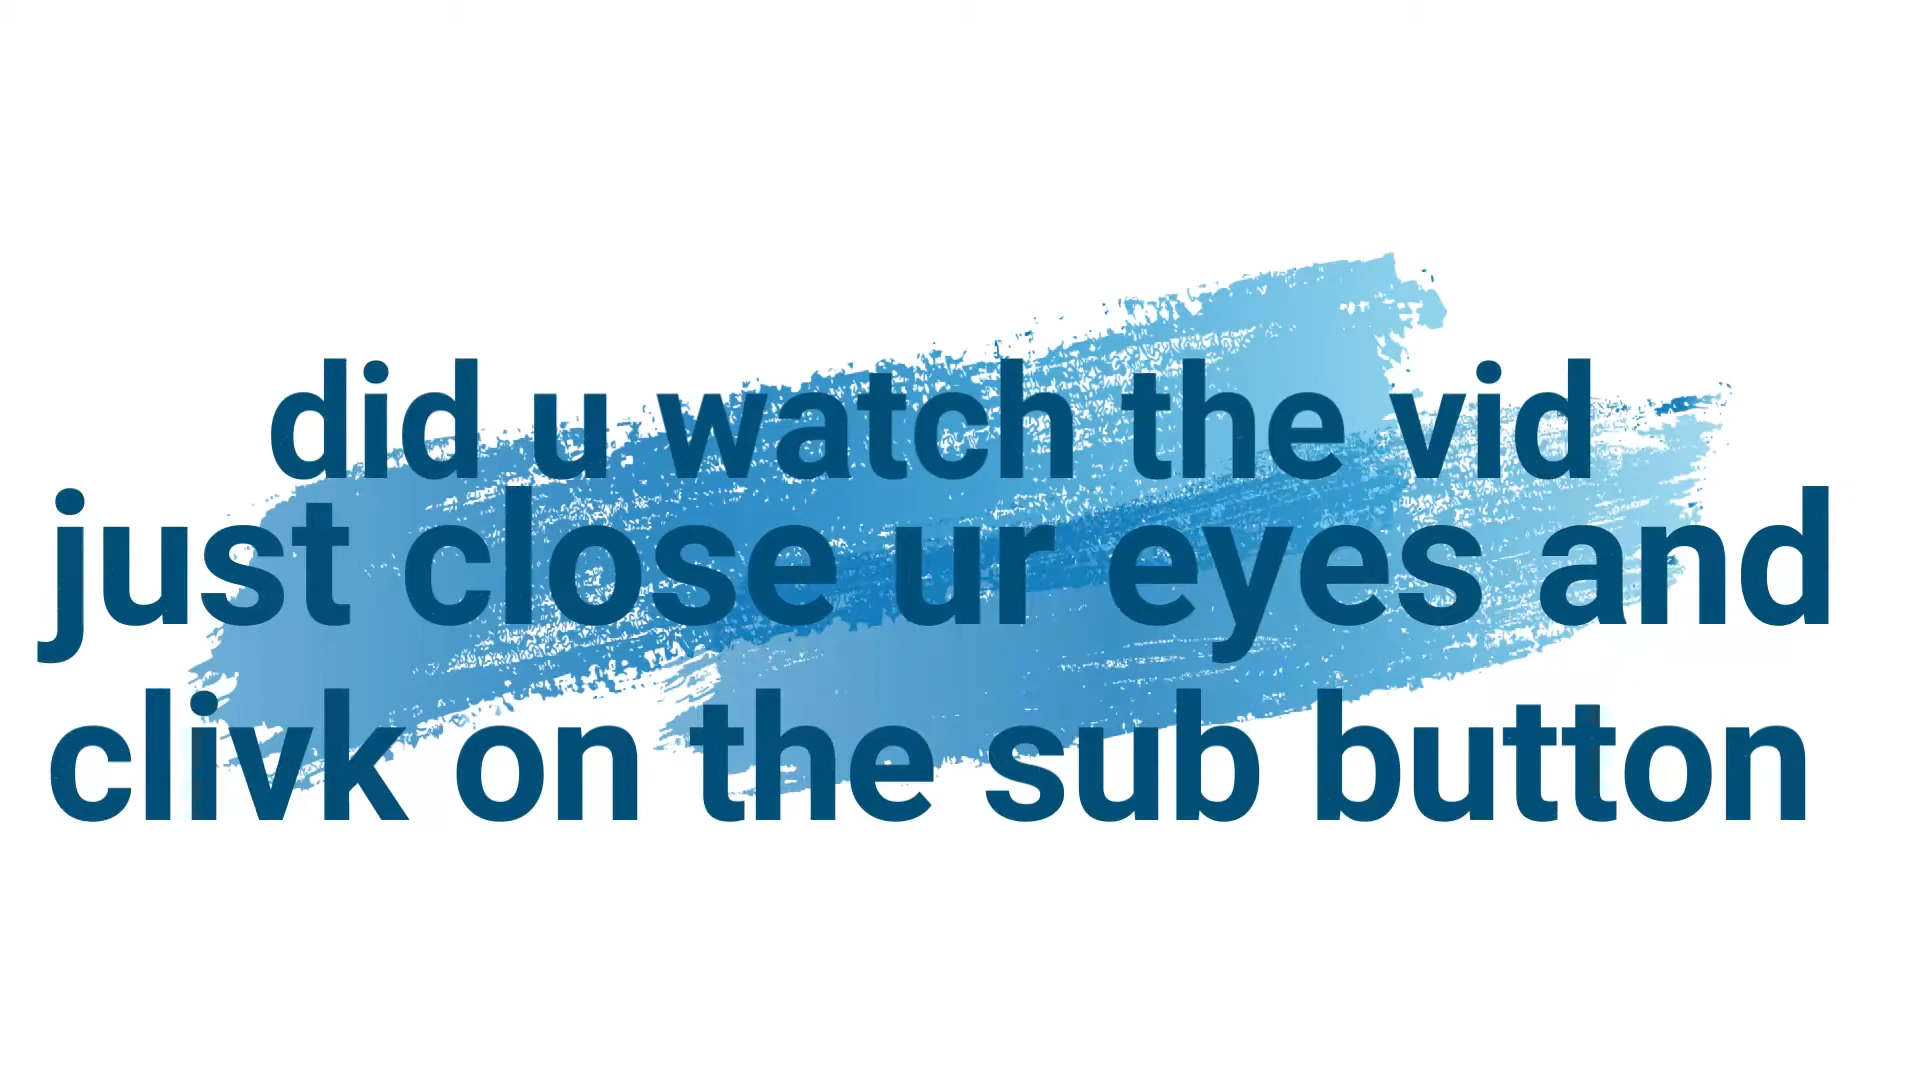 did u watch the vid
just close ur eyes and
clivk on the sub button